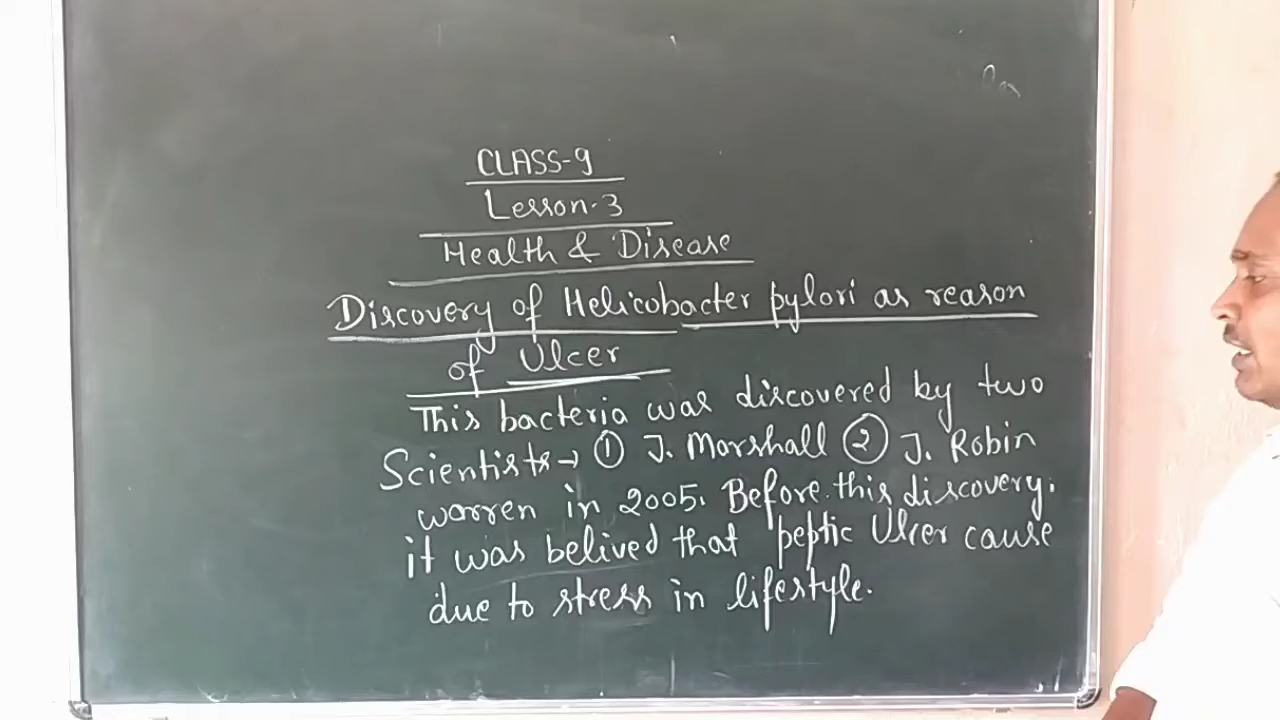 CLASS-9
Lesson-3
Health & Disease
Discovery of Helicobacter pylori as reason
of Ulcer
This bacteria was discovered by two
Scientists→ ① J. Marshall ② J. Robin
warren in 2005. Before this discovery.
it was belived that peptic Ulcer cause
due to stress in lifestyle.